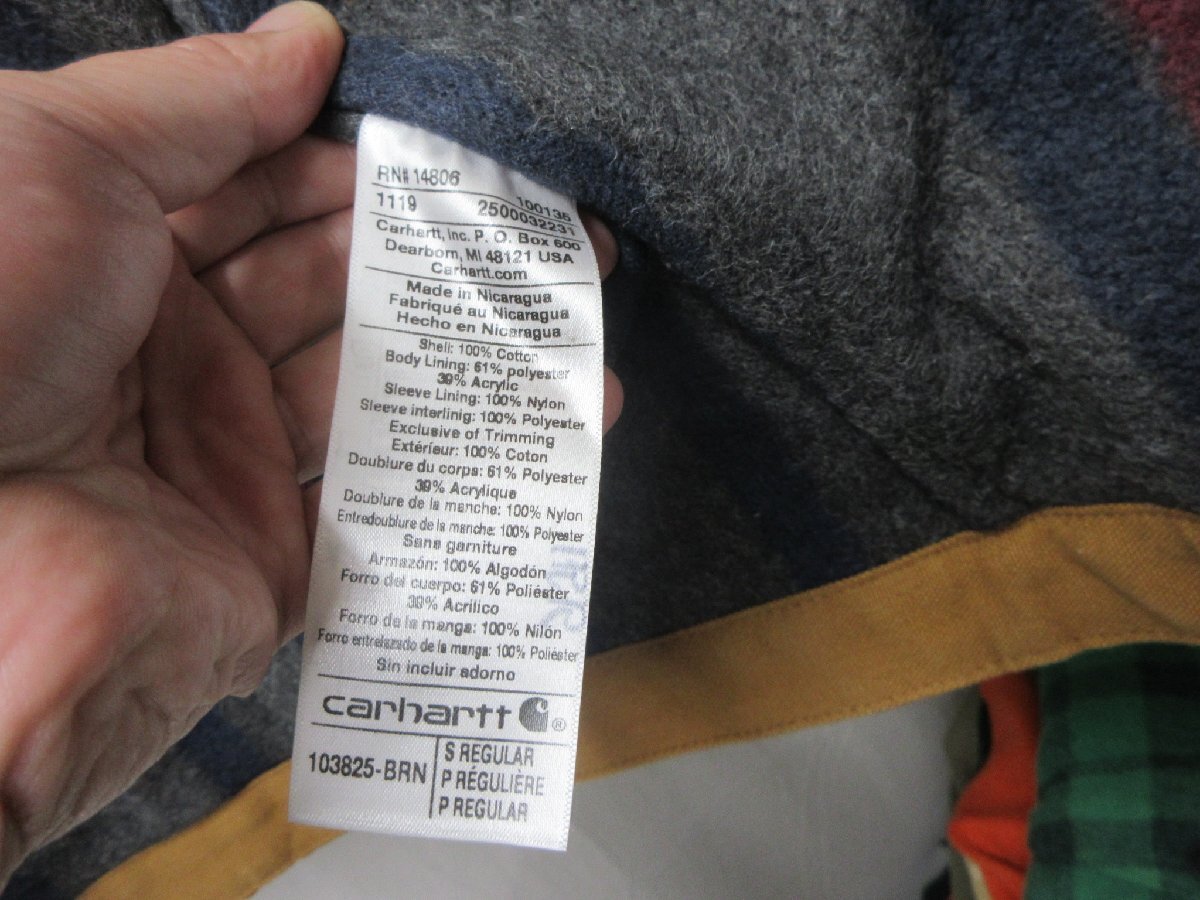 RN# 14806
100136
1119 2500032231
Carhartt, Inc. P. O. Box 600
Dearborn, MI 48121 USA
Carhartt.com
Made in Nicaragua
Fabriqué au Nicaragua
Hecho en Nicaragua
Shell: 100% Cotton
Body Lining: 61% polyester
39% Acrylic
Sleeve Lining: 100% Nylon
Sleeve interlinig: 100% Polyester
Exclusive of Trimming
Extérieur: 100% Coton
Doublure du corps: 61% Polyester
39% Acrylique
Doublure de la manche: 100% Nylon
Entredoublure de la manche: 100% Polyester
Sans garniture
Armazón: 100% Algodón
Forro del cuerpo: 61% Poliéster
39% Acrilico
Forro de la manga: 100% Nilón
Forro entrelazado de la manga: 100% Poliéster
Sin incluir adorno
carhartt ®
103825-BRN
S REGULAR
P RÉGULIÈRE
P REGULAR